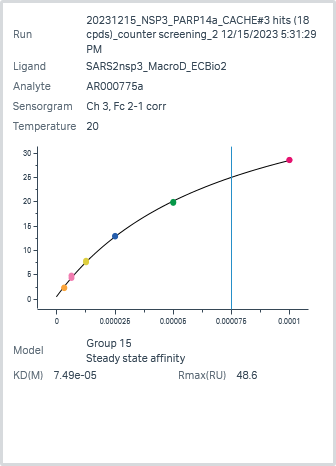 Run 20231215_NSP3_PARP14a_CACHE#3 hits (18
cpds)_counter screening_2 12/15/2023 5:31:29
PM
Ligand SARS2nsp3_MacroD_ECBio2
Analyte AR000775a
Sensorgram Ch 3, Fc 2-1 corr
Temperature 20
30
25
20
15
10
5
0
0 0.000025 0.00005 0.000075 0.0001
Model Group 15
Steady state affinity
KD(M) 7.49e-05 Rmax(RU) 48.6